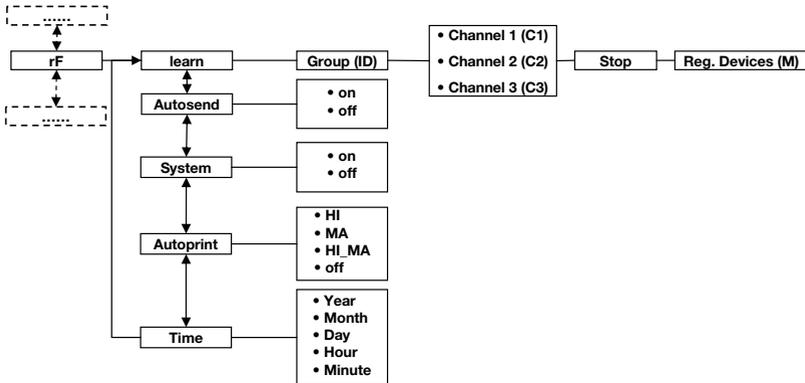 ......
rF
......
learn
Group (ID)
• Channel 1 (C1)
• Channel 2 (C2)
• Channel 3 (C3)
Stop
Reg. Devices (M)
Autosend
• on
• off
System
• on
• off
Autoprint
• HI
• MA
• HI_MA
• off
Time
• Year
• Month
• Day
• Hour
• Minute